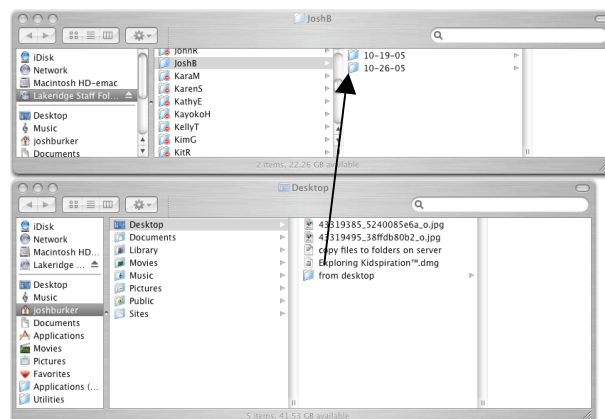 JoshB
iDisk
Network
Macintosh HD-emac
Lakeridge Staff Fol...
Desktop
Music
joshburker
Documents
JohnR
JoshB
KaraM
KarenS
KathyE
KayokoH
KellyT
KimG
KitR
10-19-05
10-26-05
2 items, 22.26 GB available
Desktop
iDisk
Network
Macintosh HD...
Lakeridge ...
Desktop
Music
joshburker
Documents
Applications
Movies
Pictures
Favorites
Applications (...
Utilities
Desktop
Documents
Library
Movies
Music
Pictures
Public
Sites
43319385_5240085e6a_o.jpg
43319495_38ffdb80b2_o.jpg
copy files to folders on server
Exploring Kidspiration™.dmg
from desktop
5 items, 41.53 GB available